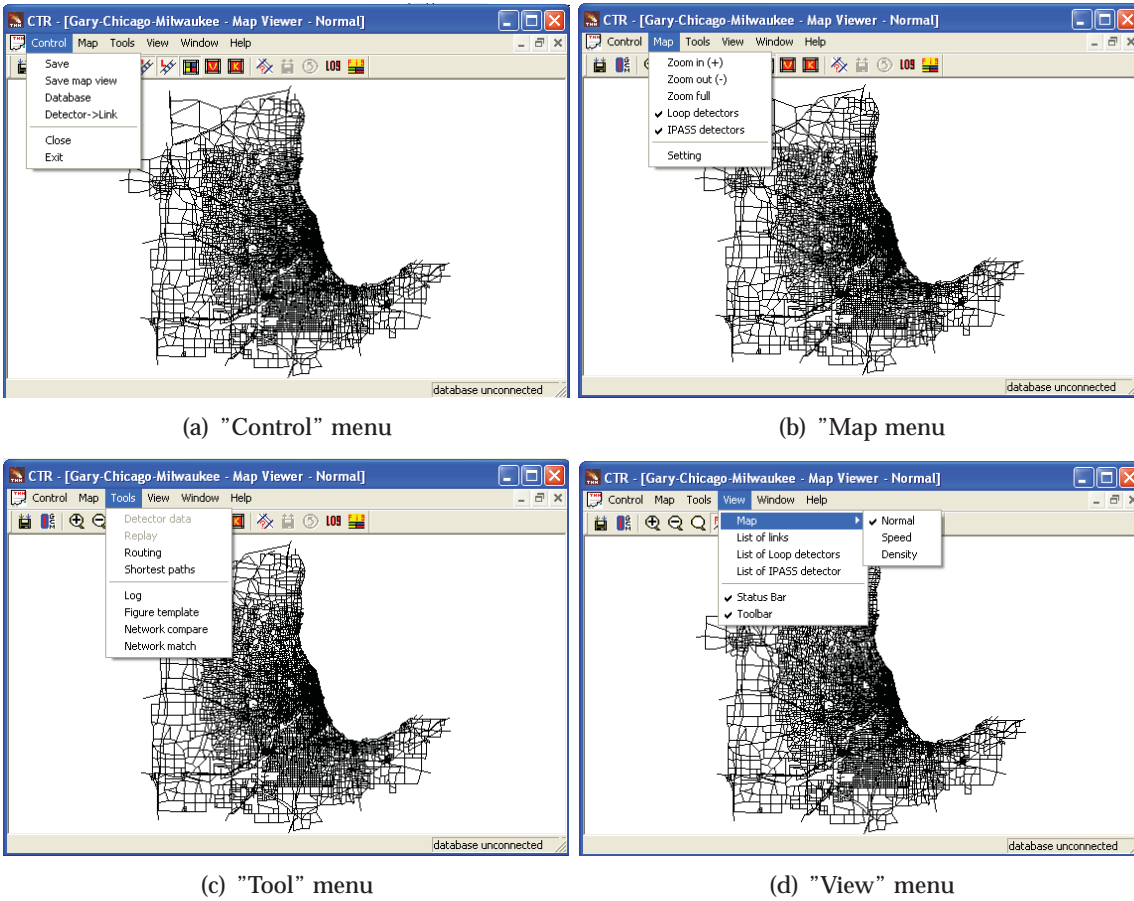 CTR - [Gary-Chicago-Milwaukee - Map Viewer - Normal]
Control Map Tools View Window Help
LOG
Save
Save map view
Database
Detector->Link
Close
Exit
database unconnected
(a) ”Control” menu
CTR - [Gary-Chicago-Milwaukee - Map Viewer - Normal]
Control Map Tools View Window Help
LOG
Zoom in (+)
Zoom out (-)
Zoom full
Loop detectors
IPASS detectors
Setting
database unconnected
(b) ”Map menu
CTR - [Gary-Chicago-Milwaukee - Map Viewer - Normal]
Control Map Tools View Window Help
LOG
Detector data
Replay
Routing
Shortest paths
Log
Figure template
Network compare
Network match
database unconnected
(c) ”Tool” menu
CTR - [Gary-Chicago-Milwaukee - Map Viewer - Normal]
Control Map Tools View Window Help
Map
Normal
List of links
Speed
List of Loop detectors
Density
List of IPASS detector
Status Bar
Toolbar
LOG
database unconnected
(d) ”View” menu